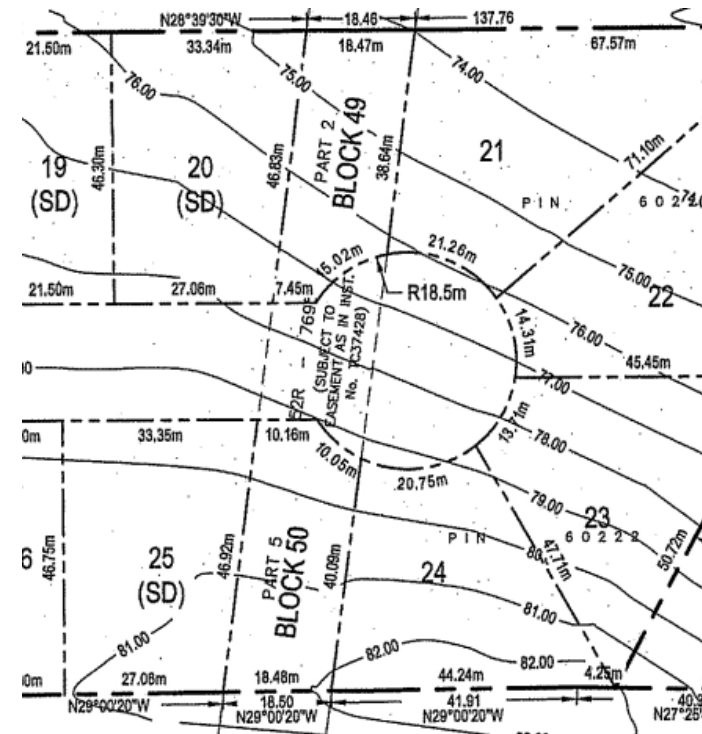 N28°39'30"W 18.46 137.76
21.50m 33.34m 18.47m 67.57m
76.00 75.00 74.00
19
(SD)
46.30m
20
(SD)
46.83m
PART 2
BLOCK 49
38.64m
21
71.10m
PIN
21.50m 27.06m 7.45m
15.02m
21.26m
R18.5m
75.00
22
(SUBJECT TO
EASEMENT AS IN INST.
14.31m
76.00
45.45m
77.00
33.35m 10.16m
10.05m
20.75m
13.71m
78.00
79.00
23
60222
PIN
47.71m
50.72m
46.75m
25
(SD)
46.92m
PART 5
BLOCK 50
40.09m
24
81.00
81.00
82.00
82.00
27.06m 18.48m 44.24m 4.25m
N29°00'20"W 18.50 41.91
N29°00'20"W N29°00'20"W